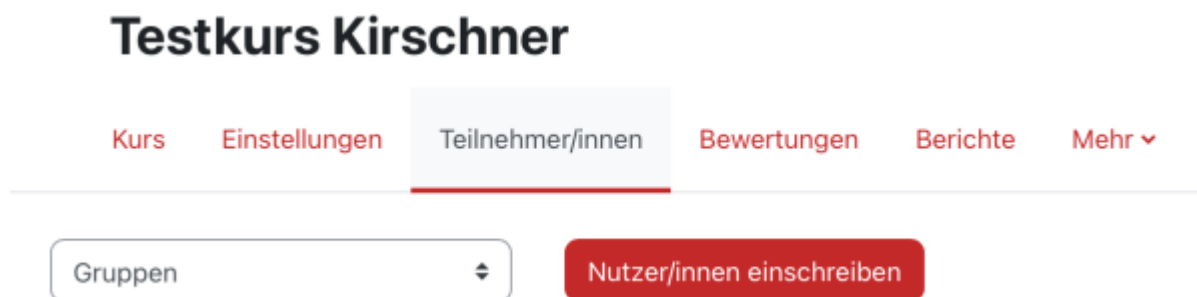 Testkurs Kirschner
Kurs Einstellungen Teilnehmer/innen Bewertungen Berichte Mehr
Gruppen Nutzer/innen einschreiben